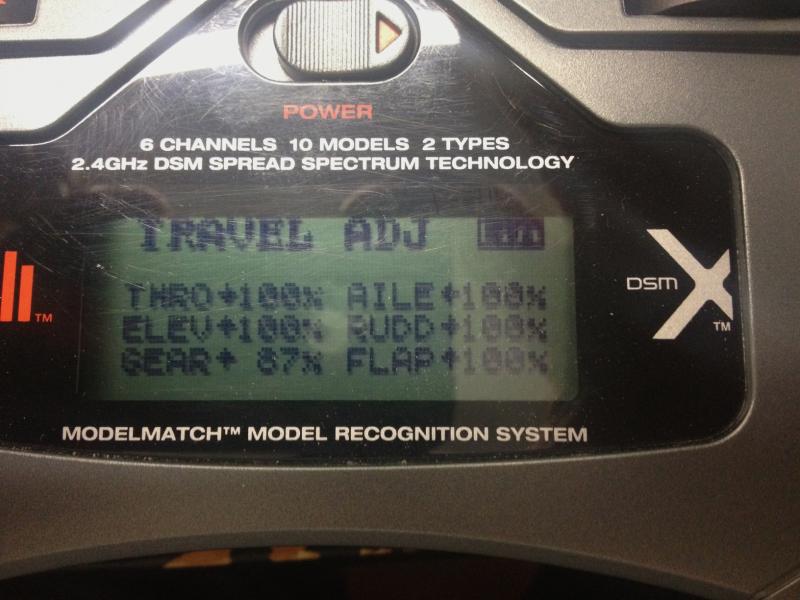 POWER
6 CHANNELS 10 MODELS 2 TYPES
2.4GHz DSM SPREAD SPECTRUM TECHNOLOGY
TRAVEL ADJ
THRO+100% AILE+100%
ELEV+100% RUDD+100%
GEAR+ 87% FLAP+100%
TM
DSM X
TM
MODELMATCH™ MODEL RECOGNITION SYSTEM